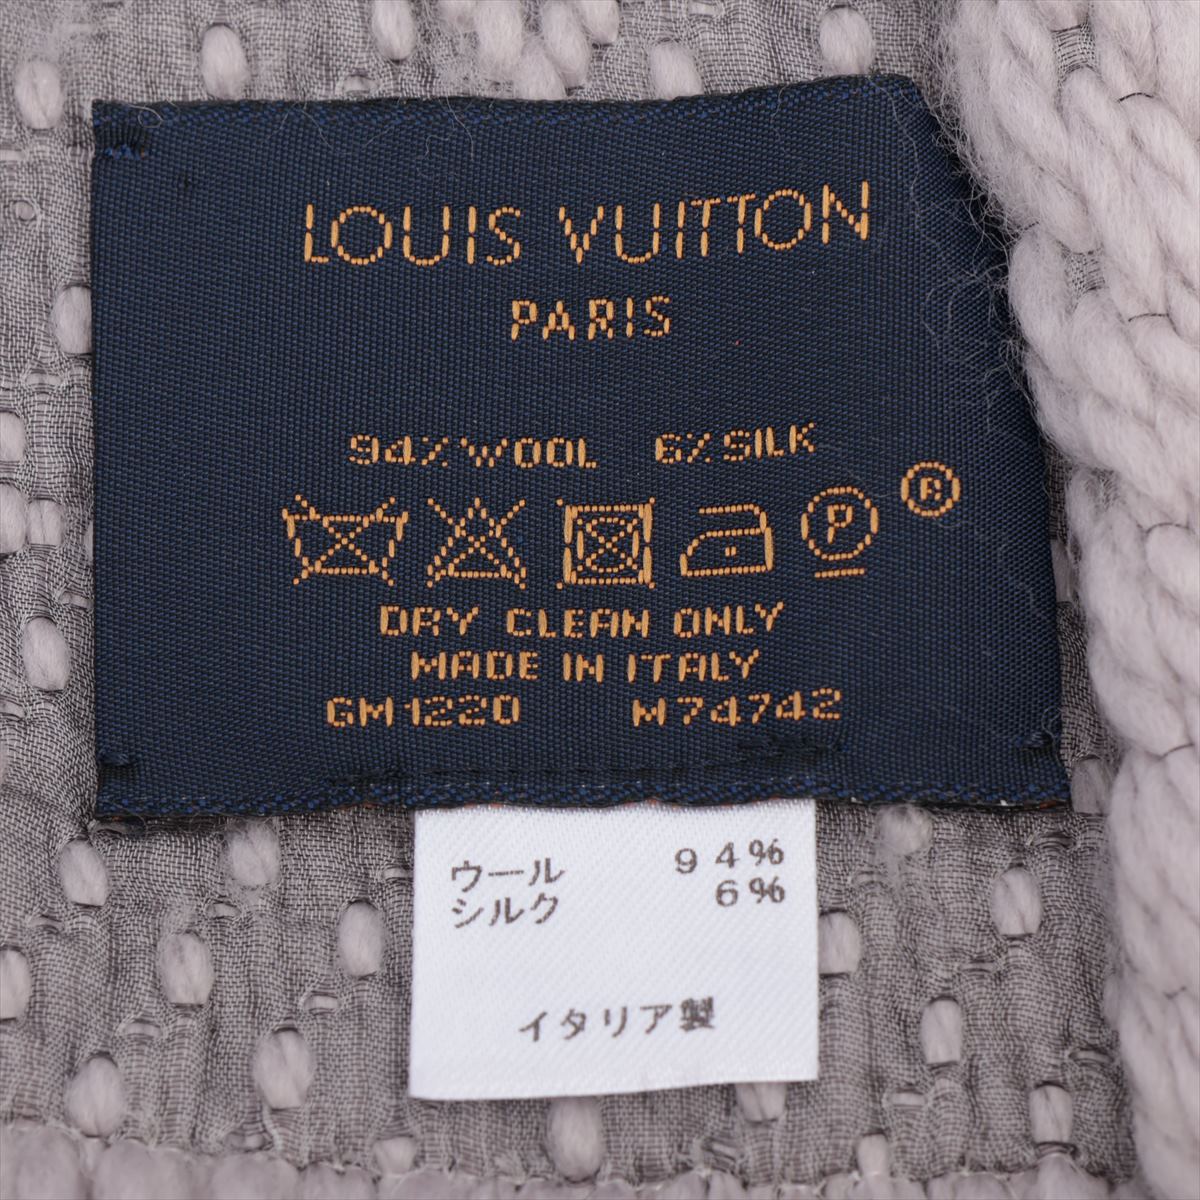 LOUIS VUITTON
PARIS
94% WOOL 6% SILK
P ®
DRY CLEAN ONLY
MADE IN ITALY
GM1220 M74742
ウール 94%
シルク 6%
イタリア製